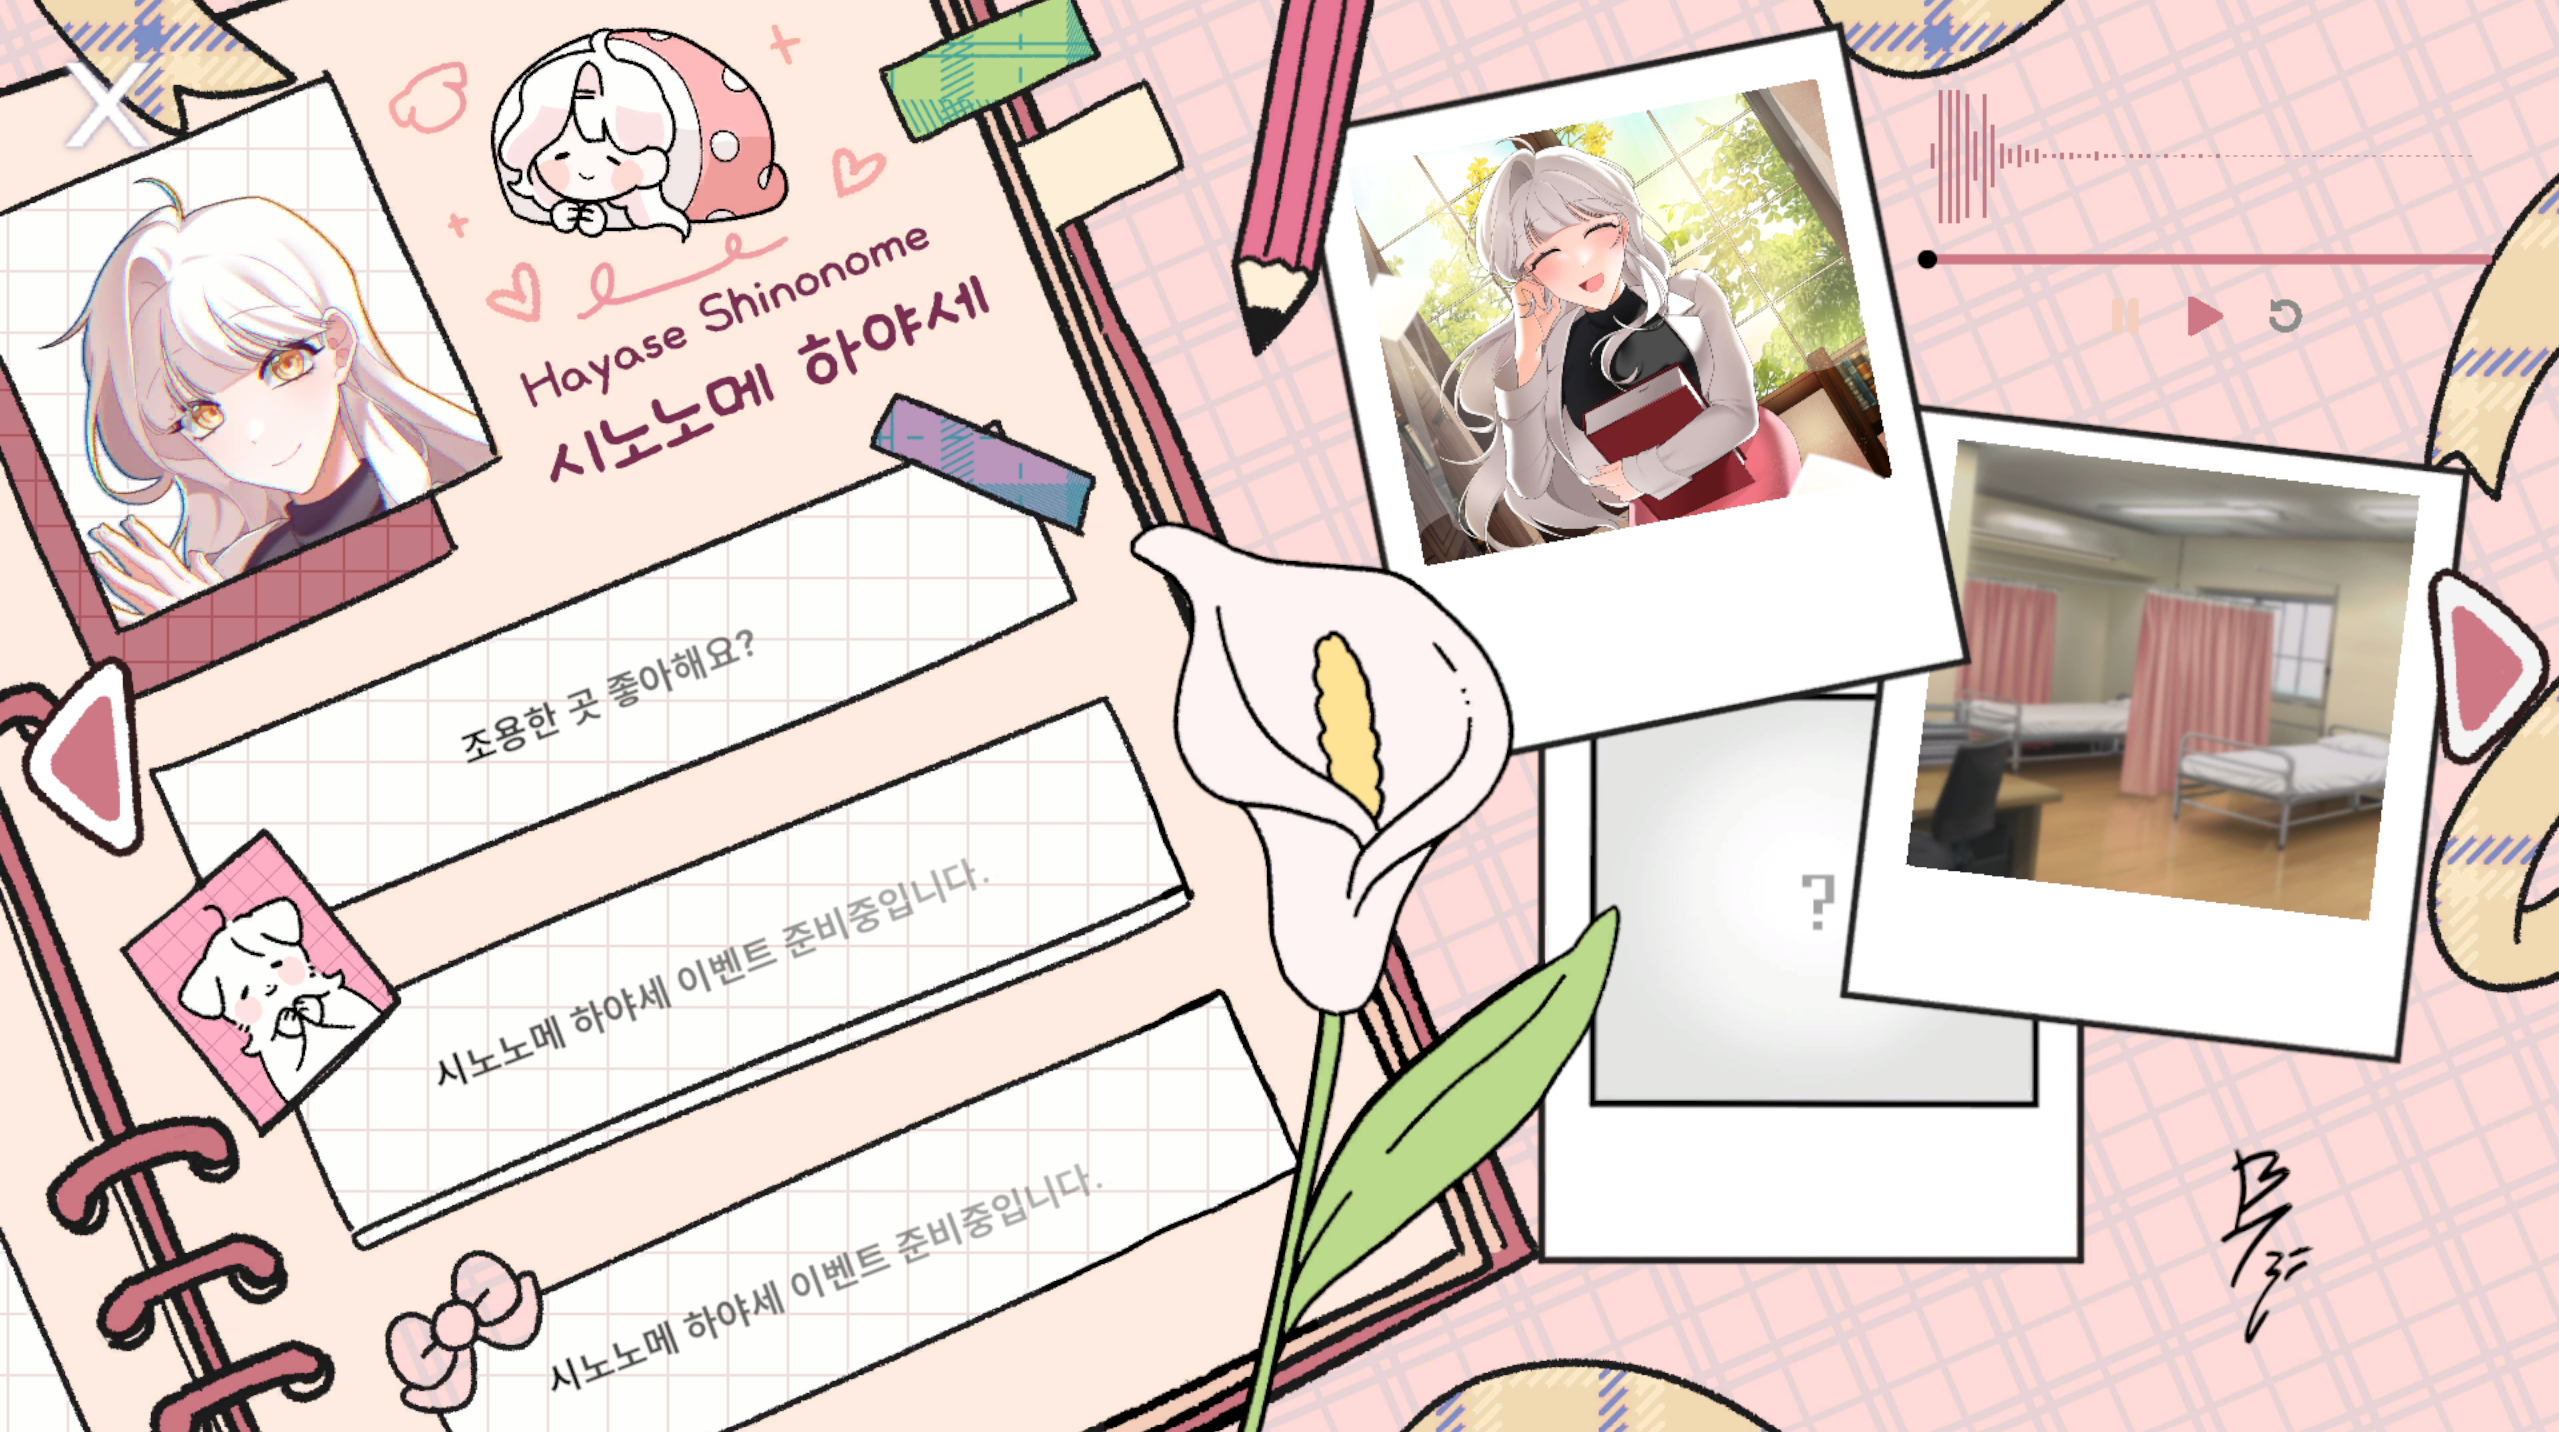 X
Hayase Shinonome
시노노메 하야세
조용한 곳 좋아해요?
시노노메 하야세 이벤트 준비중입니다.
시노노메 하야세 이벤트 준비중입니다.
?